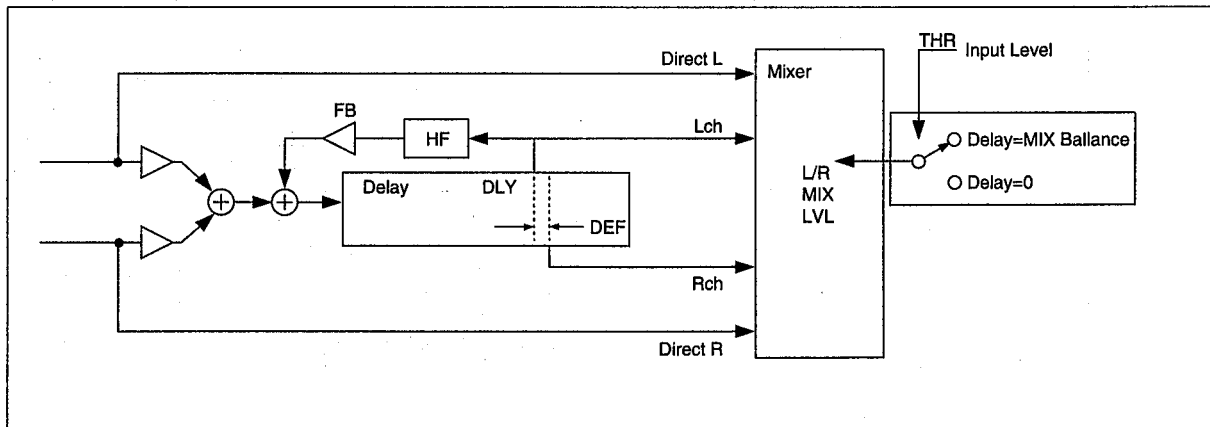 THR
Input Level
Direct L
Mixer
FB
HF
Lch
Delay=MIX Ballance
Delay=0
L/R
MIX
LVL
Delay
DLY
DEF
Rch
Direct R